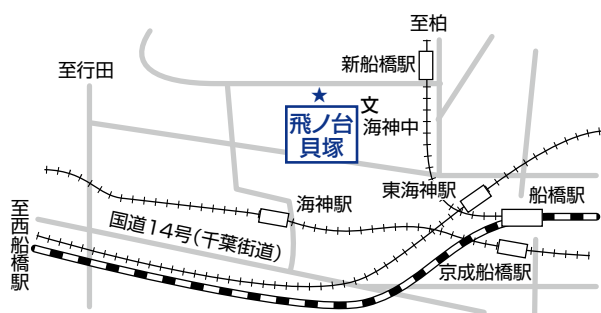 至柏
新船橋駅
至行田
★
文
海神中
飛ノ台
貝塚
東海神駅
船橋駅
海神駅
至西船橋駅
国道14号(千葉街道)
京成船橋駅